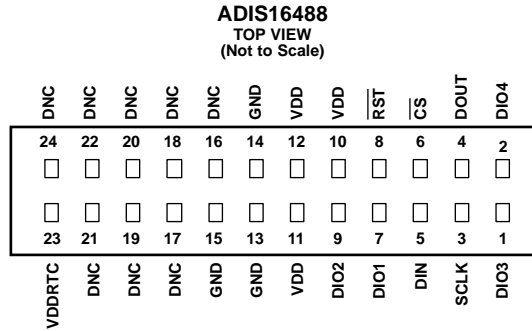 ADIS16488
TOP VIEW
(Not to Scale)
DNC DNC DNC DNC DNC GND VDD VDD RST CS DOUT DIO4
24 22 20 18 16 14 12 10 8 6 4 2
23 21 19 17 15 13 11 9 7 5 3 1
VDDRTC DNC DNC DNC GND GND VDD DIO2 DIO1 DIN SCLK DIO3